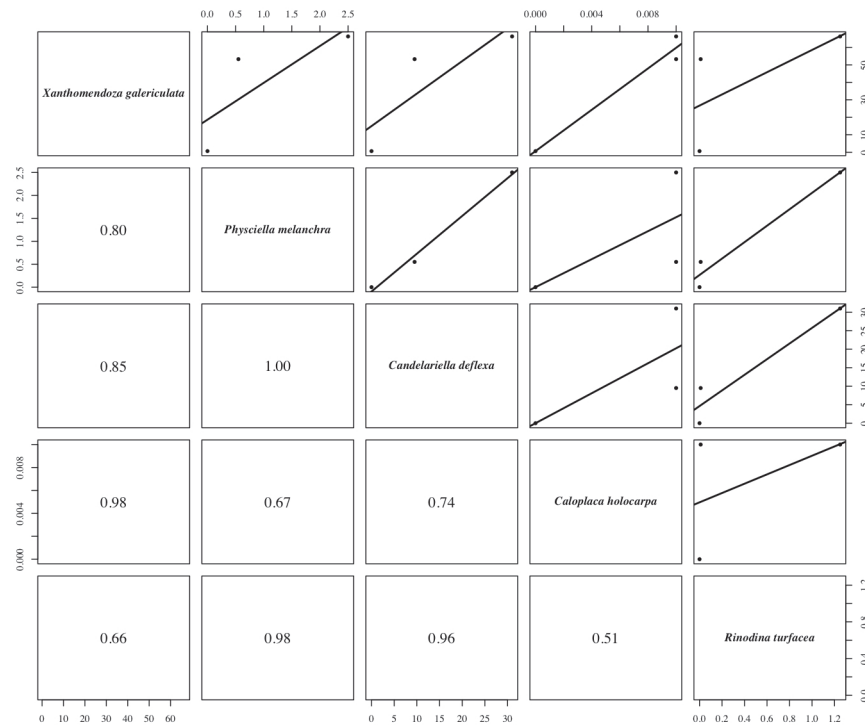 0.0 0.5 1.0 1.5 2.0 2.5 0.000 0.004 0.008
Xanthomendoza galericulata 0 10 30 50
0.0 0.5 1.0 1.5 2.0 2.5 0.80 Physciella melanchra
0.85 1.00 Candelariella deflexa 0 5 10 15 20 25 30
0.000 0.004 0.008 0.98 0.67 0.74 Caloplaca holocarpa
0.66 0.98 0.96 0.51 Rinodina turfacea 0.0 0.4 0.8 1.2
0 10 20 30 40 50 60 0 5 10 15 20 25 30 0.0 0.2 0.4 0.6 0.8 1.0 1.2